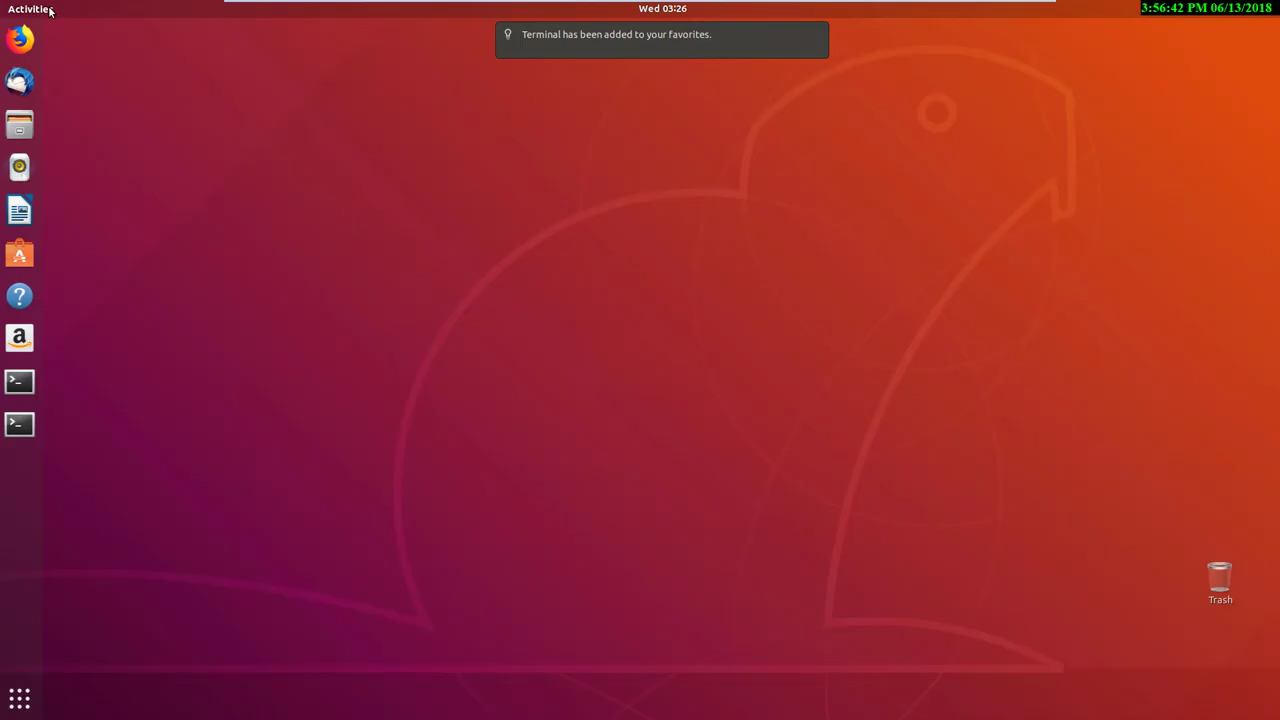 Activities
Wed 03:26
3:56:42 PM 06/13/2018
Terminal has been added to your favorites.
Trash